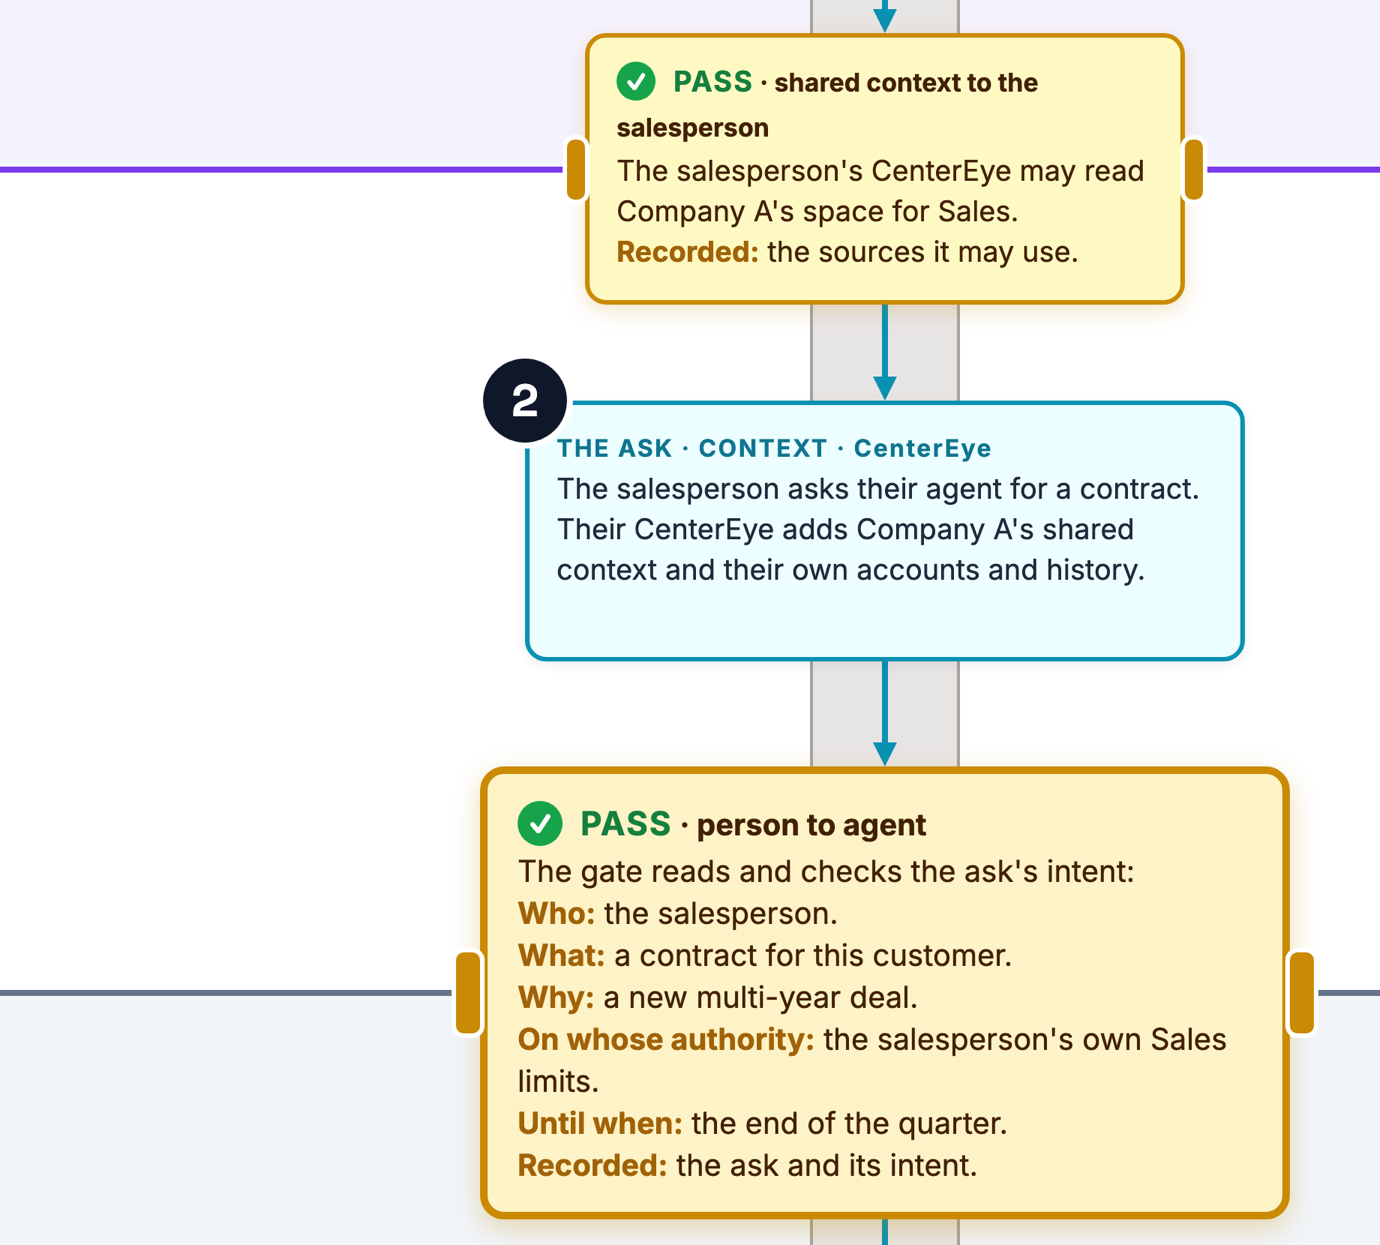 PASS · shared context to the
salesperson
The salesperson's CenterEye may read
Company A's space for Sales.
Recorded: the sources it may use.
2
THE ASK · CONTEXT · CenterEye
The salesperson asks their agent for a contract.
Their CenterEye adds Company A's shared
context and their own accounts and history.
PASS · person to agent
The gate reads and checks the ask's intent:
Who: the salesperson.
What: a contract for this customer.
Why: a new multi-year deal.
On whose authority: the salesperson's own Sales
limits.
Until when: the end of the quarter.
Recorded: the ask and its intent.